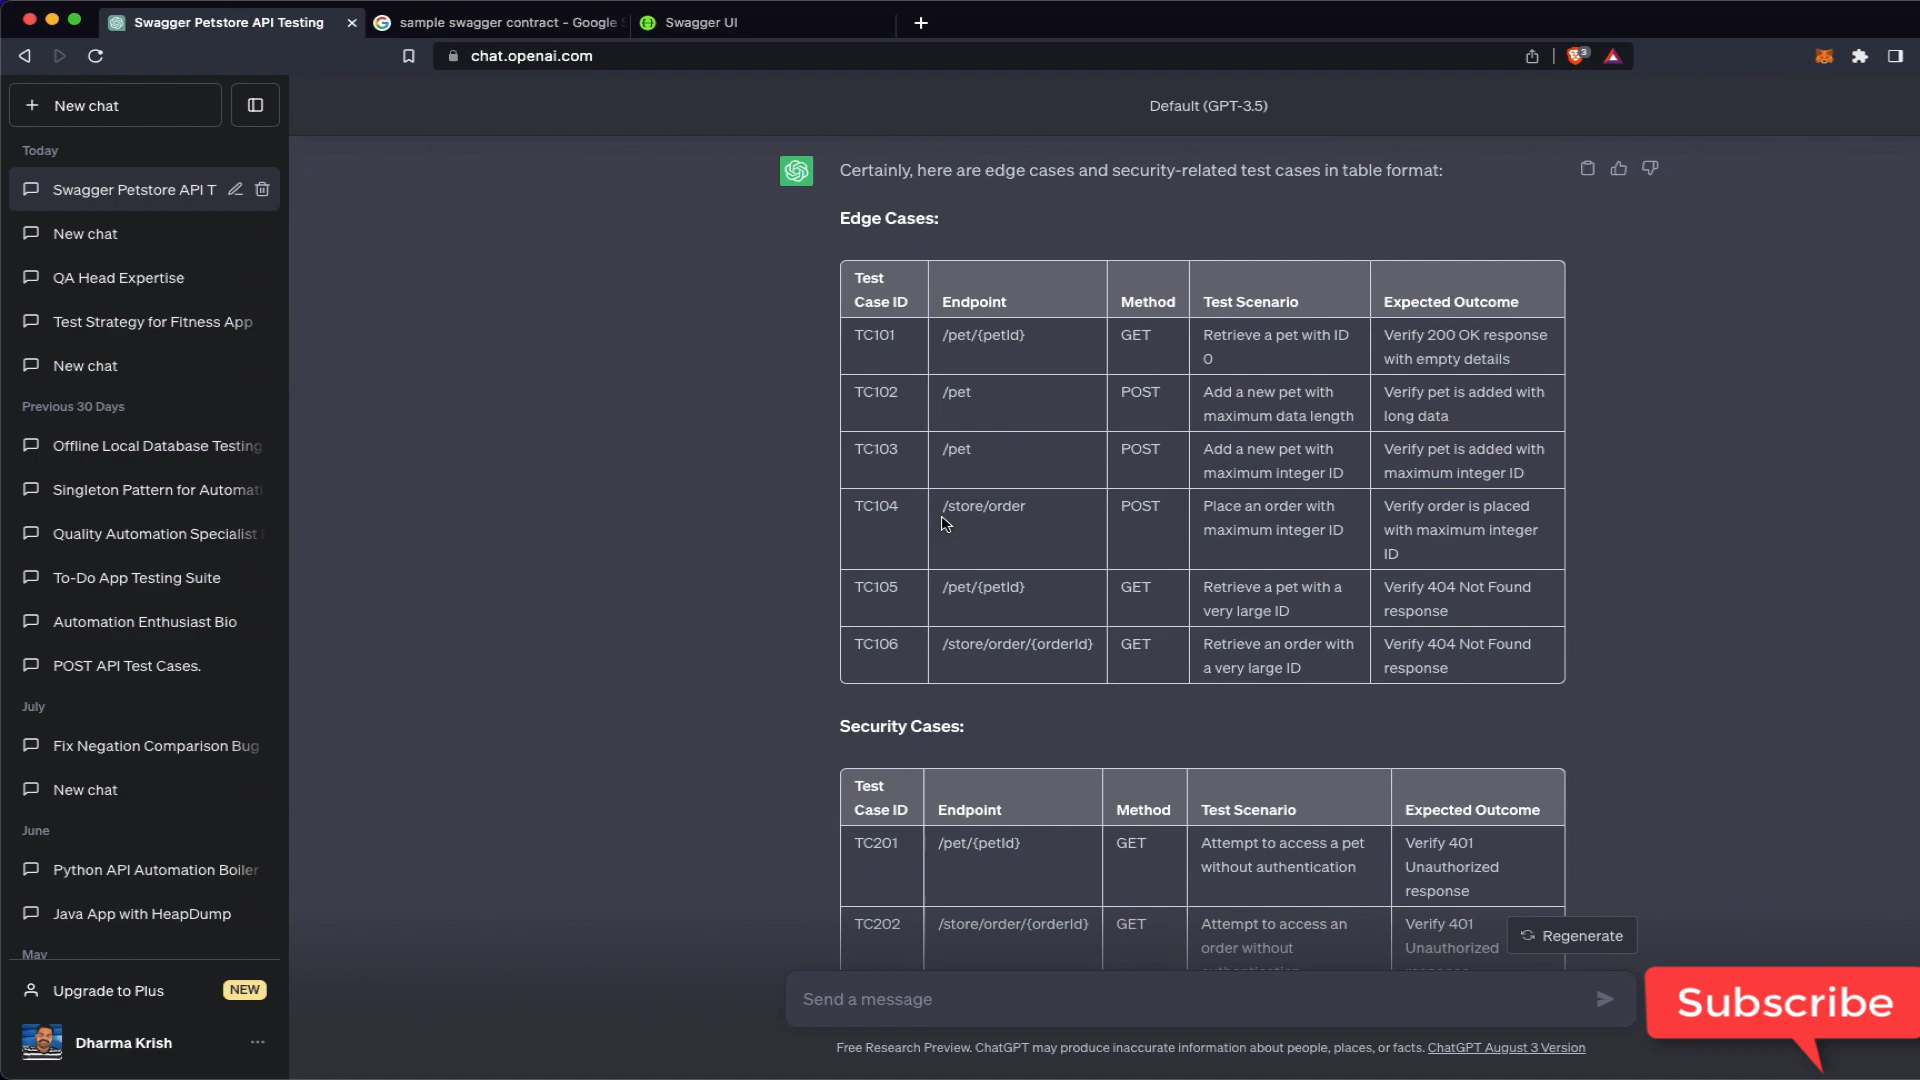 Swagger Petstore API Testing
sample swagger contract - Google
Swagger UI
chat.openai.com
3
New chat
Today
Swagger Petstore API T
New chat
QA Head Expertise
Test Strategy for Fitness App
New chat
Previous 30 Days
Offline Local Database Testing
Singleton Pattern for Automati
Quality Automation Specialist
To-Do App Testing Suite
Automation Enthusiast Bio
POST API Test Cases.
July
Fix Negation Comparison Bug
New chat
June
Python API Automation Boiler
Java App with HeapDump
May
Upgrade to Plus
NEW
Dharma Krish
Default (GPT-3.5)
Certainly, here are edge cases and security-related test cases in table format:
Edge Cases:
Test
Case ID Endpoint Method Test Scenario Expected Outcome
TC101 /pet/{petId} GET Retrieve a pet with ID Verify 200 OK response
0 with empty details
TC102 /pet POST Add a new pet with Verify pet is added with
maximum data length long data
TC103 /pet POST Add a new pet with Verify pet is added with
maximum integer ID maximum integer ID
TC104 /store/order POST Place an order with Verify order is placed
maximum integer ID with maximum integer
ID
TC105 /pet/{petId} GET Retrieve a pet with a Verify 404 Not Found
very large ID response
TC106 /store/order/{orderId} GET Retrieve an order with Verify 404 Not Found
a very large ID response
Security Cases:
Test
Case ID Endpoint Method Test Scenario Expected Outcome
TC201 /pet/{petId} GET Attempt to access a pet Verify 401
without authentication Unauthorized
response
TC202 /store/order/{orderId} GET Attempt to access an Verify 401
order without Unauthorized
Regenerate
Send a message
Free Research Preview. ChatGPT may produce inaccurate information about people, places, or facts. ChatGPT August 3 Version
Subscribe